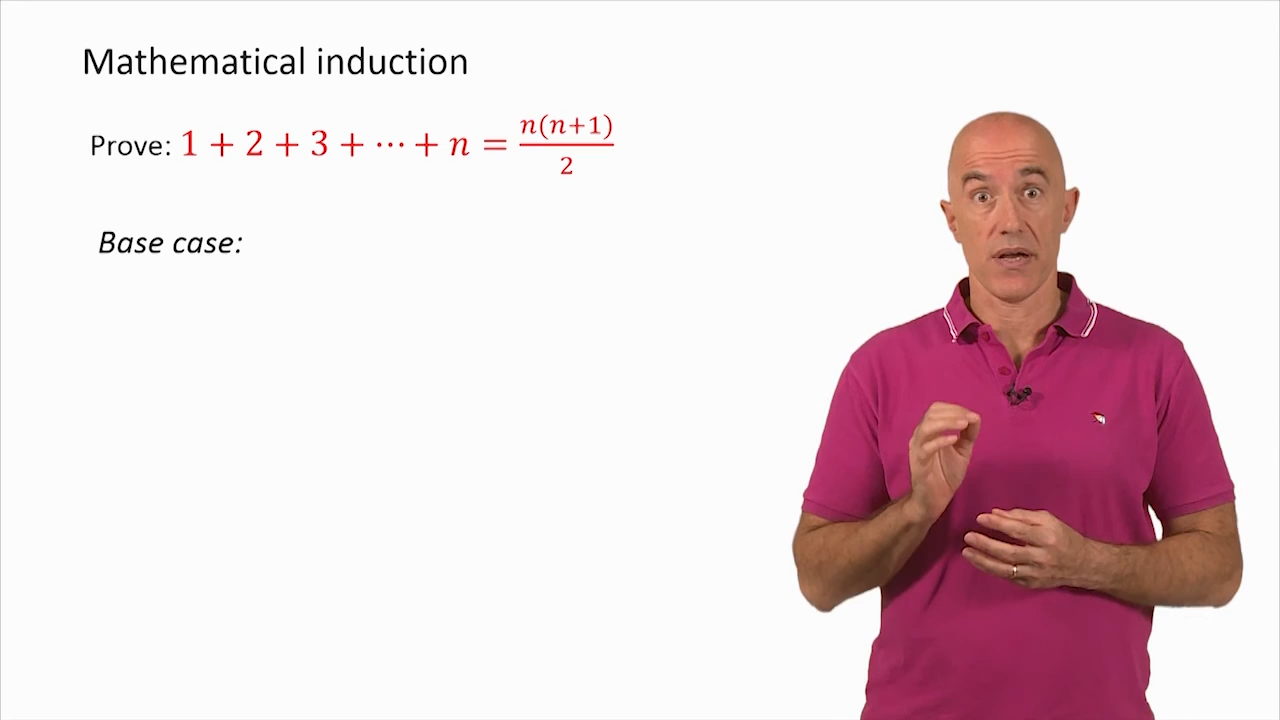 Mathematical induction
Prove: 1 + 2 + 3 + ⋯ + n = n(n+1)/2
Base case: